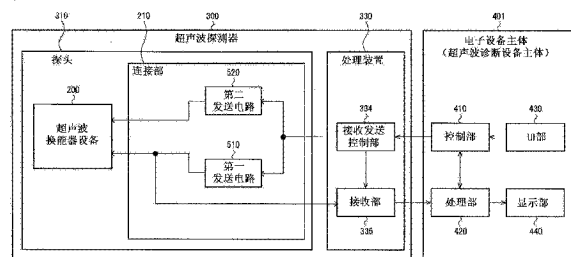 310
210
300
330
401
超声波探测器
电子设备主体
(超声波诊断设备主体)
探头
连接部
处理装置
200
超声波
换能器设备
520
第二
发送电路
510
第一
发送电路
334
接收发送
控制部
接收部
335
410
控制部
430
UI部
处理部
420
显示部
440